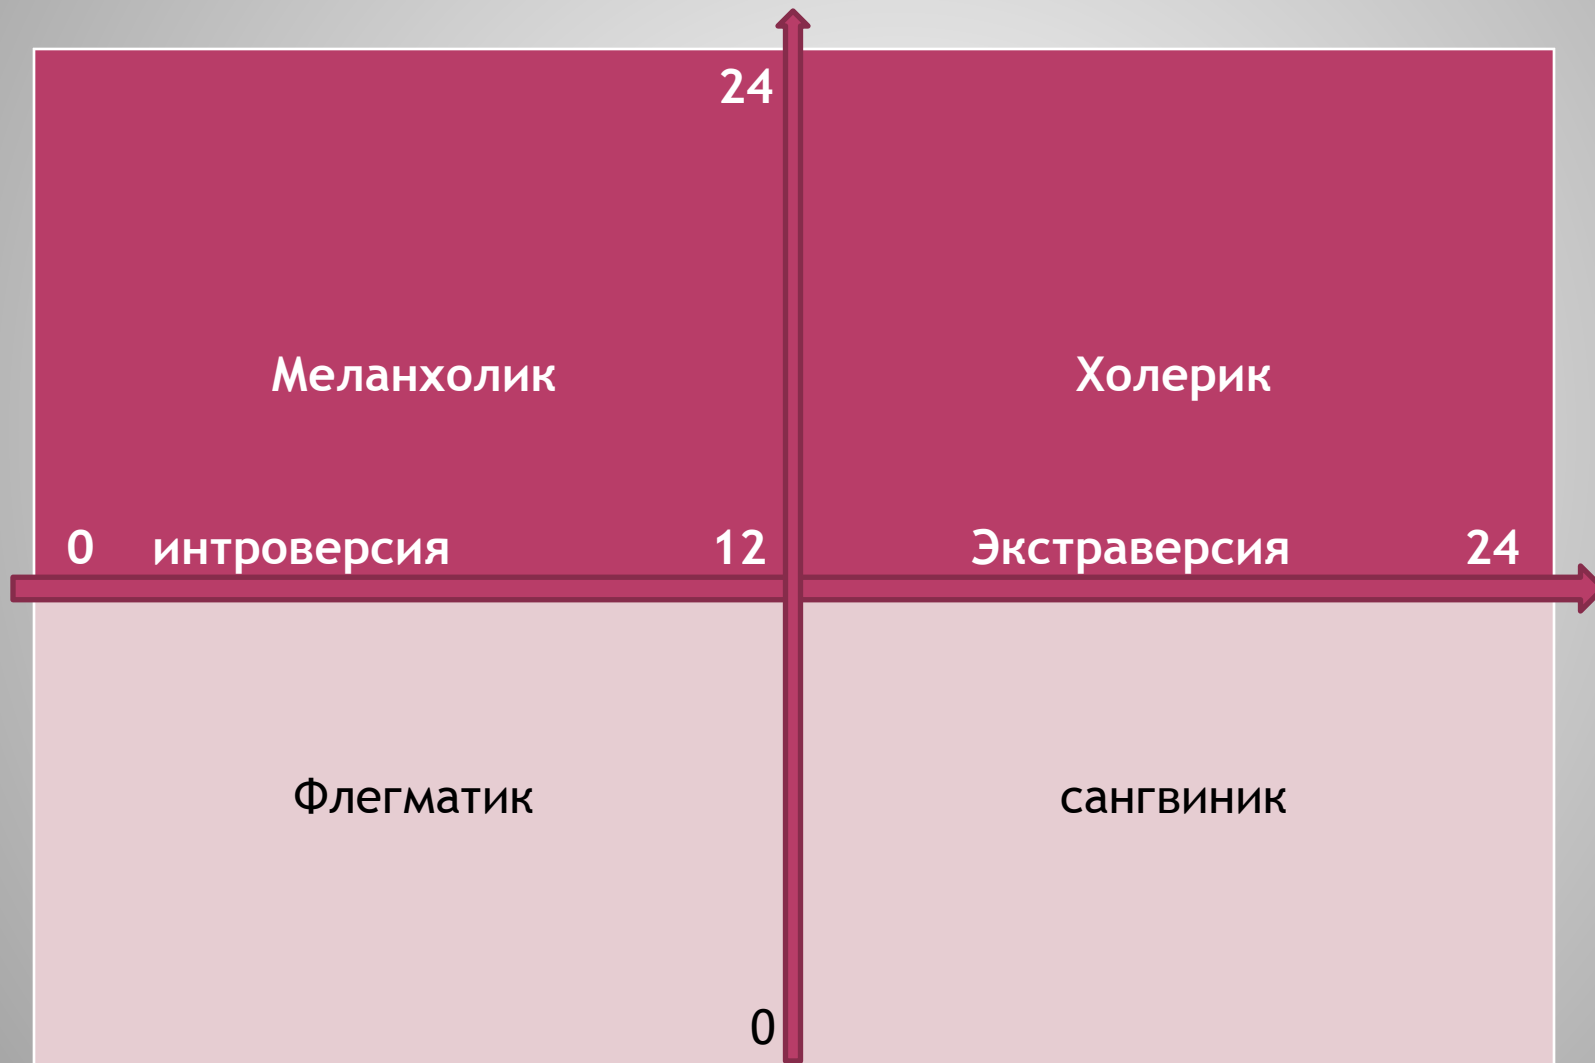 24
Меланхолик Холерик
0 интроверсия 12 Экстраверсия 24
Флегматик сангвиник
0